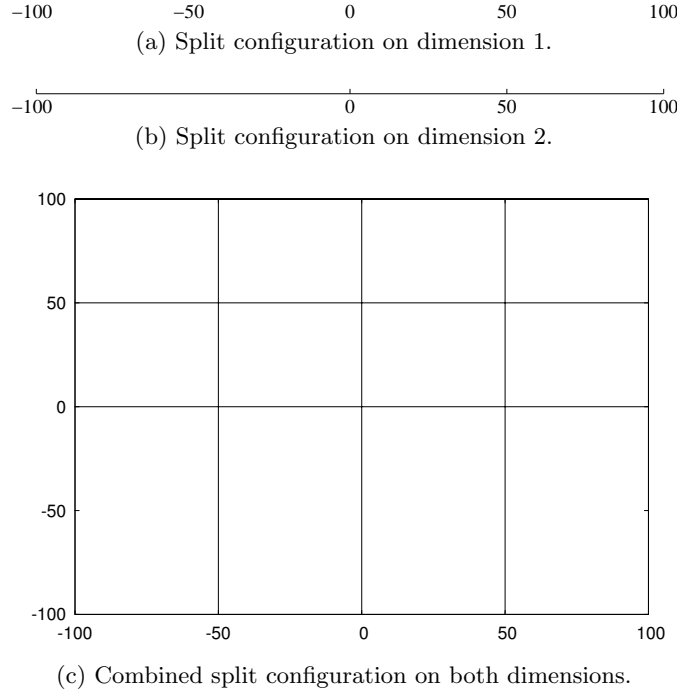 −100 −50 0 50 100
(a) Split configuration on dimension 1.
−100 0 50 100
(b) Split configuration on dimension 2.
100
50
0
-50
-100
-100 -50 0 50 100
(c) Combined split configuration on both dimensions.